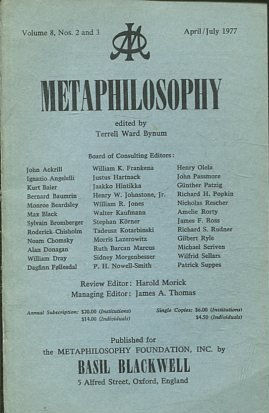 Volume 8, Nos. 2 and 3
April/July 1977
METAPHILOSOPHY
edited by
Terrell Ward Bynum
Board of Consulting Editors:
John Ackrill
Ignazio Angelelli
Kurt Baier
Bernard Baumrin
Monroe Beardsley
Max Black
Sylvain Bromberger
Roderick Chisholm
Noam Chomsky
Alan Donagan
William Dray
Dagfinn Føllesdal
William K. Frankena
Justus Hartnack
Jaakko Hintikka
Henry W. Johnstone, Jr.
William R. Jones
Walter Kaufmann
Stephan Körner
Tadeusz Kotarbinski
Morris Lazerowitz
Ruth Barcan Marcus
Sidney Morgenbesser
P. H. Nowell-Smith
Henry Olela
John Passmore
Günther Patzig
Richard H. Popkin
Nicholas Rescher
Amelie Rorty
James F. Ross
Richard S. Rudner
Gilbert Ryle
Michael Scriven
Wilfrid Sellars
Patrick Suppes
Review Editor: Harold Morick
Managing Editor: James A. Thomas
Annual Subscription: $20.00 (Institutions)
$14.00 (Individuals)
Single Copies: $6.00 (Institutions)
$4.50 (Individuals)
Published for
the METAPHILOSOPHY FOUNDATION, INC. by
BASIL BLACKWELL
5 Alfred Street, Oxford, England